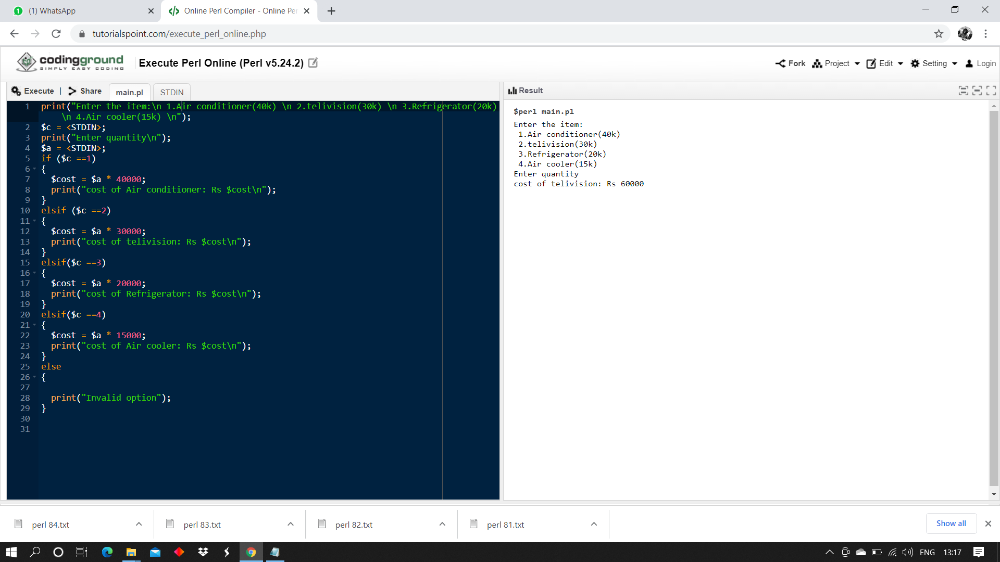 (1) WhatsApp
Online Perl Compiler - Online Pe
tutorialspoint.com/execute_perl_online.php
codingground
SIMPLY EASY CODING
Execute Perl Online (Perl v5.24.2)
Fork
Project
Edit
Setting
Login
Execute | Share
main.pl
STDIN
1 print("Enter the item:\n 1.Air conditioner(40k) \n 2.telivision(30k) \n 3.Refrigerator(20k)
\n 4.Air cooler(15k) \n");
2 $c = <STDIN>;
3 print("Enter quantity\n");
4 $a = <STDIN>;
5 if ($c ==1)
6 {
7 $cost = $a * 40000;
8 print("cost of Air conditioner: Rs $cost\n");
9 }
10 elsif ($c ==2)
11 {
12 $cost = $a * 30000;
13 print("cost of telivision: Rs $cost\n");
14 }
15 elsif($c ==3)
16 {
17 $cost = $a * 20000;
18 print("cost of Refrigerator: Rs $cost\n");
19 }
20 elsif($c ==4)
21 {
22 $cost = $a * 15000;
23 print("cost of Air cooler: Rs $cost\n");
24 }
25 else
26 {
27
28 print("Invalid option");
29 }
30
31
Result
$perl main.pl
Enter the item:
1.Air conditioner(40k)
2.telivision(30k)
3.Refrigerator(20k)
4.Air cooler(15k)
Enter quantity
cost of telivision: Rs 60000
perl 84.txt
perl 83.txt
perl 82.txt
perl 81.txt
Show all
ENG
13:17